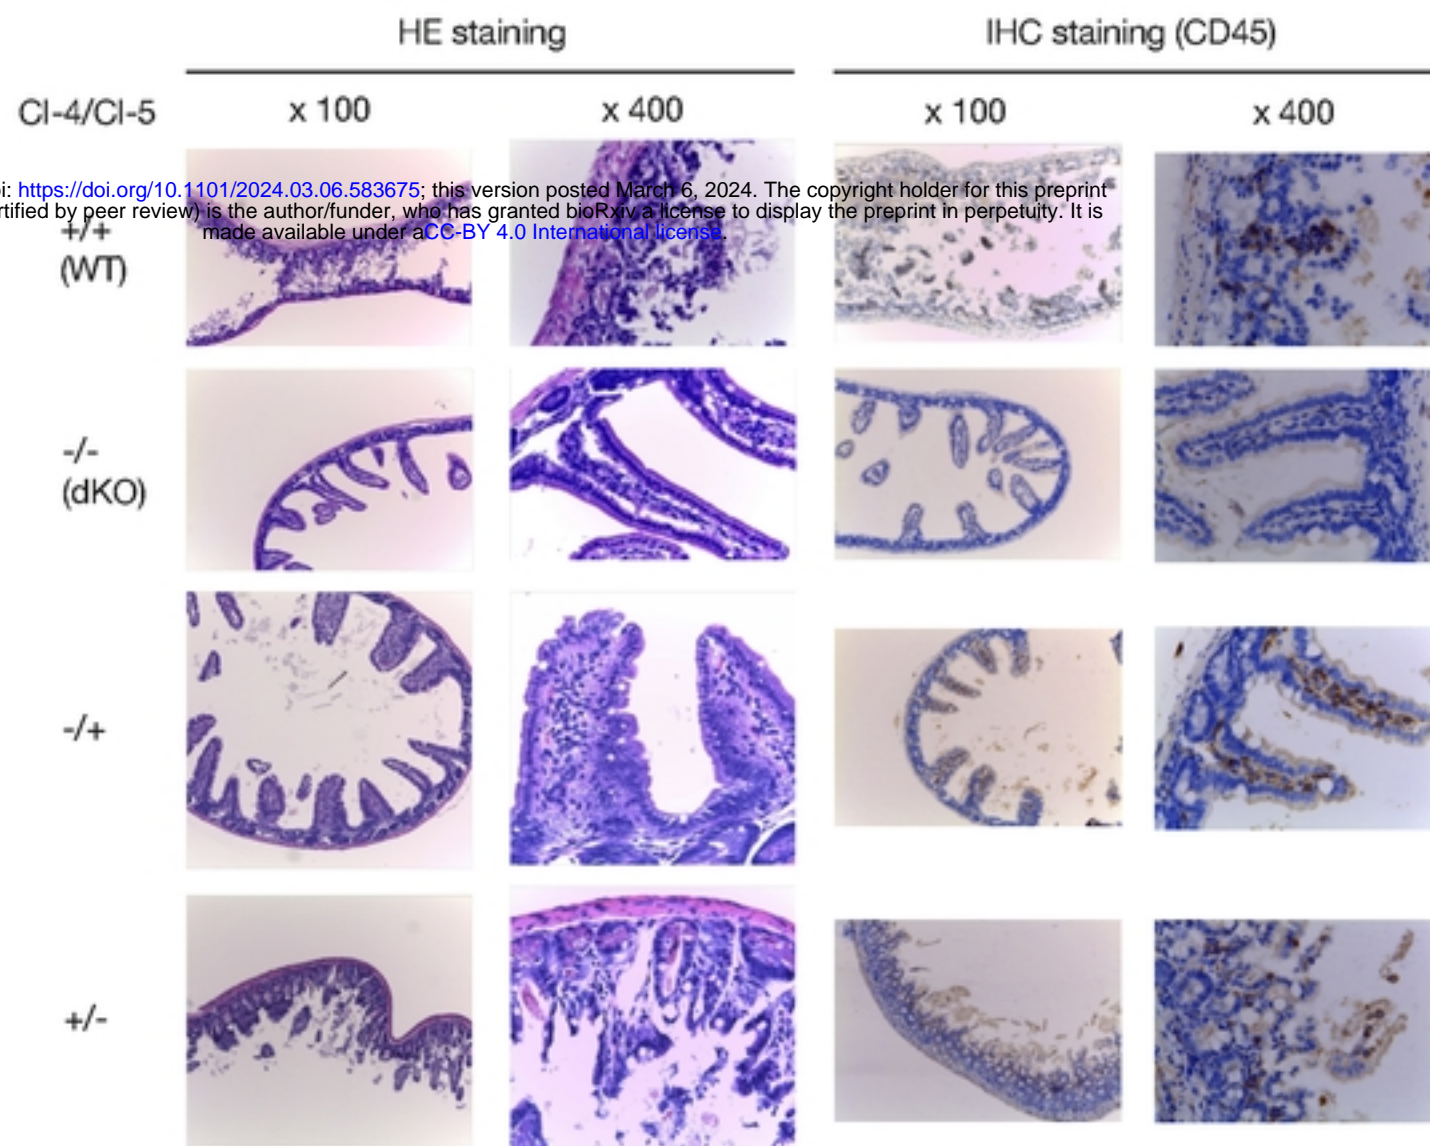 HE staining IHC staining (CD45)
Cl-4/Cl-5 x 100 x 400 x 100 x 400
oi: https://doi.org/10.1101/2024.03.06.583675; this version posted March 6, 2024. The copyright holder for this preprint
rtified by peer review) is the author/funder, who has granted bioRxiv a license to display the preprint in perpetuity. It is
made available under aCC-BY 4.0 International license.
+/+
(WT)
-/-
(dKO)
-/+
+/-